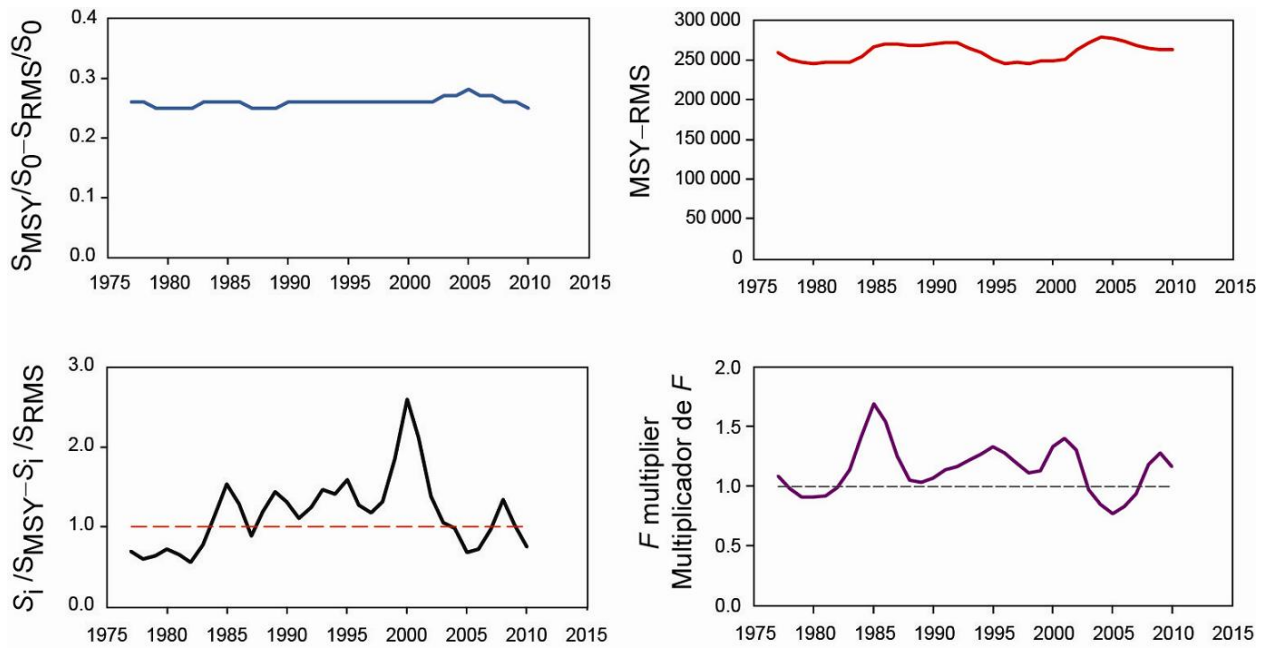 SMSY/S0–SRMS/S0
0.4
0.3
0.2
0.1
0.0
1975 1980 1985 1990 1995 2000 2005 2010 2015
MSY–RMS
300 000
250 000
200 000
150 000
100 000
50 000
0
1975 1980 1985 1990 1995 2000 2005 2010 2015
Si /SMSY–Si /SRMS
3.0
2.0
1.0
0.0
1975 1980 1985 1990 1995 2000 2005 2010 2015
F multiplier
Multiplicador de F
2.0
1.5
1.0
0.5
0.0
1975 1980 1985 1990 1995 2000 2005 2010 2015